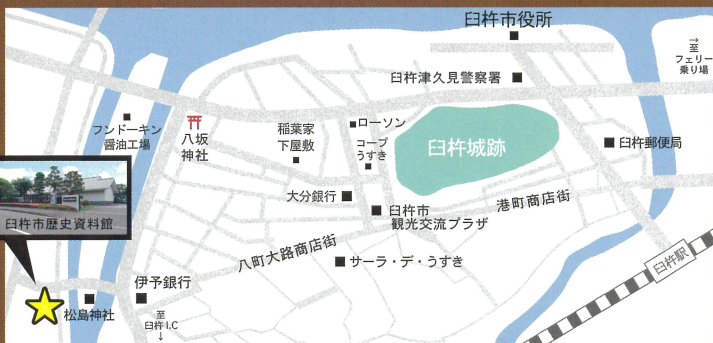 臼杵市役所
→
至
フェリー
乗り場
臼杵津久見警察署
フンドーキン
醤油工場
八坂
神社
稲葉家
下屋敷
ローソン
コープ
うすき
臼杵城跡
臼杵郵便局
臼杵市歴史資料館
大分銀行
臼杵市
観光交流プラザ
港町商店街
八町大路商店街
サーラ・デ・うすき
臼杵駅
松島神社
伊予銀行
至
臼杵I.C
↓